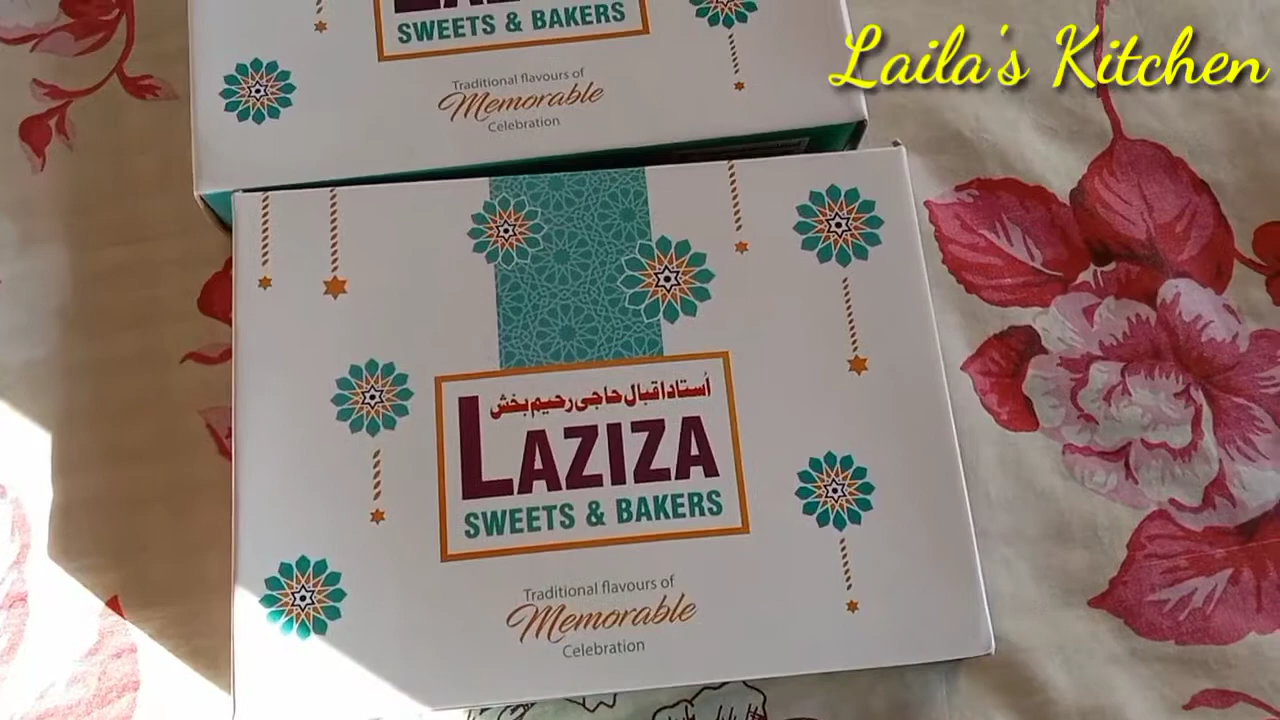 Laila's Kitchen
SWEETS & BAKERS
Traditional flavours of
Memorable
Celebration
أستاد اقبال حاجی رحیم بخش
LAZIZA
SWEETS & BAKERS
Traditional flavours of
Memorable
Celebration